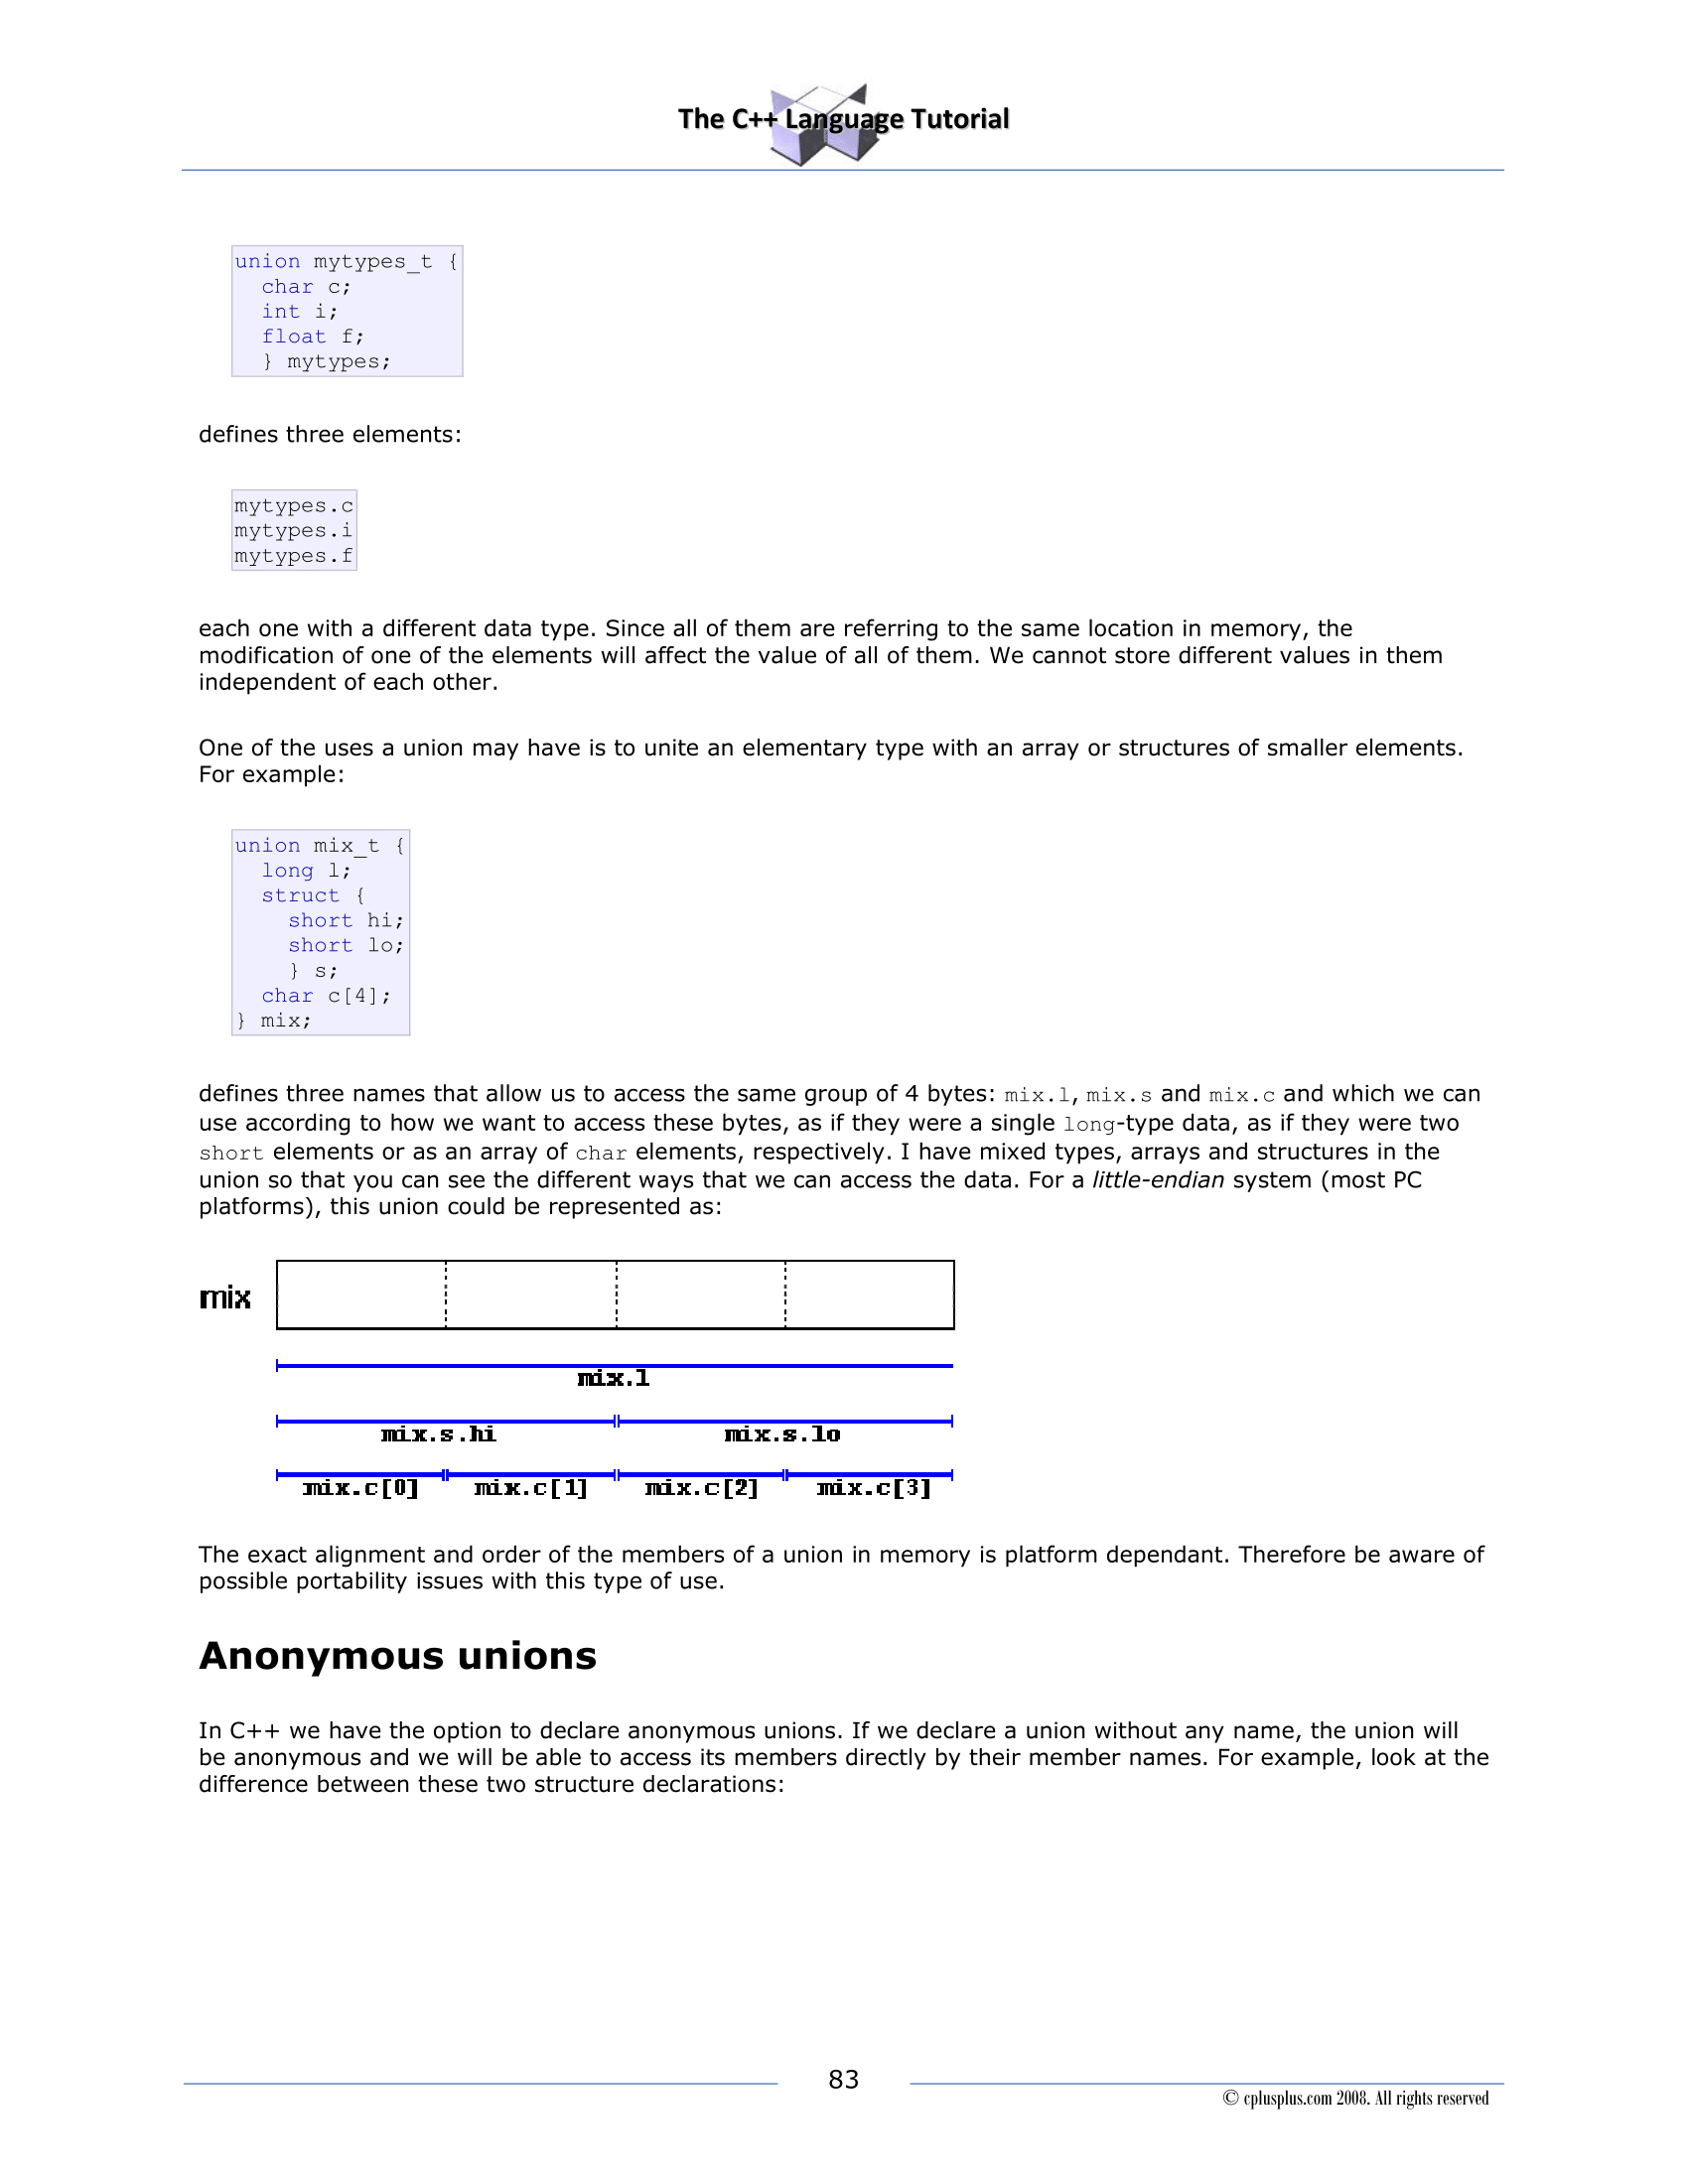 The C++ Language Tutorial
union mytypes_t {
  char c;
  int i;
  float f;
  } mytypes;
defines three elements:
mytypes.c
mytypes.i
mytypes.f
each one with a different data type. Since all of them are referring to the same location in memory, the
modification of one of the elements will affect the value of all of them. We cannot store different values in them
independent of each other.
One of the uses a union may have is to unite an elementary type with an array or structures of smaller elements.
For example:
union mix_t {
  long l;
  struct {
    short hi;
    short lo;
    } s;
  char c[4];
} mix;
defines three names that allow us to access the same group of 4 bytes: mix.l, mix.s and mix.c and which we can
use according to how we want to access these bytes, as if they were a single long-type data, as if they were two
short elements or as an array of char elements, respectively. I have mixed types, arrays and structures in the
union so that you can see the different ways that we can access the data. For a little-endian system (most PC
platforms), this union could be represented as:
mix
mix.l
mix.s.hi mix.s.lo
mix.c[0] mix.c[1] mix.c[2] mix.c[3]
The exact alignment and order of the members of a union in memory is platform dependant. Therefore be aware of
possible portability issues with this type of use.
Anonymous unions
In C++ we have the option to declare anonymous unions. If we declare a union without any name, the union will
be anonymous and we will be able to access its members directly by their member names. For example, look at the
difference between these two structure declarations:
83
© cplusplus.com 2008. All rights reserved